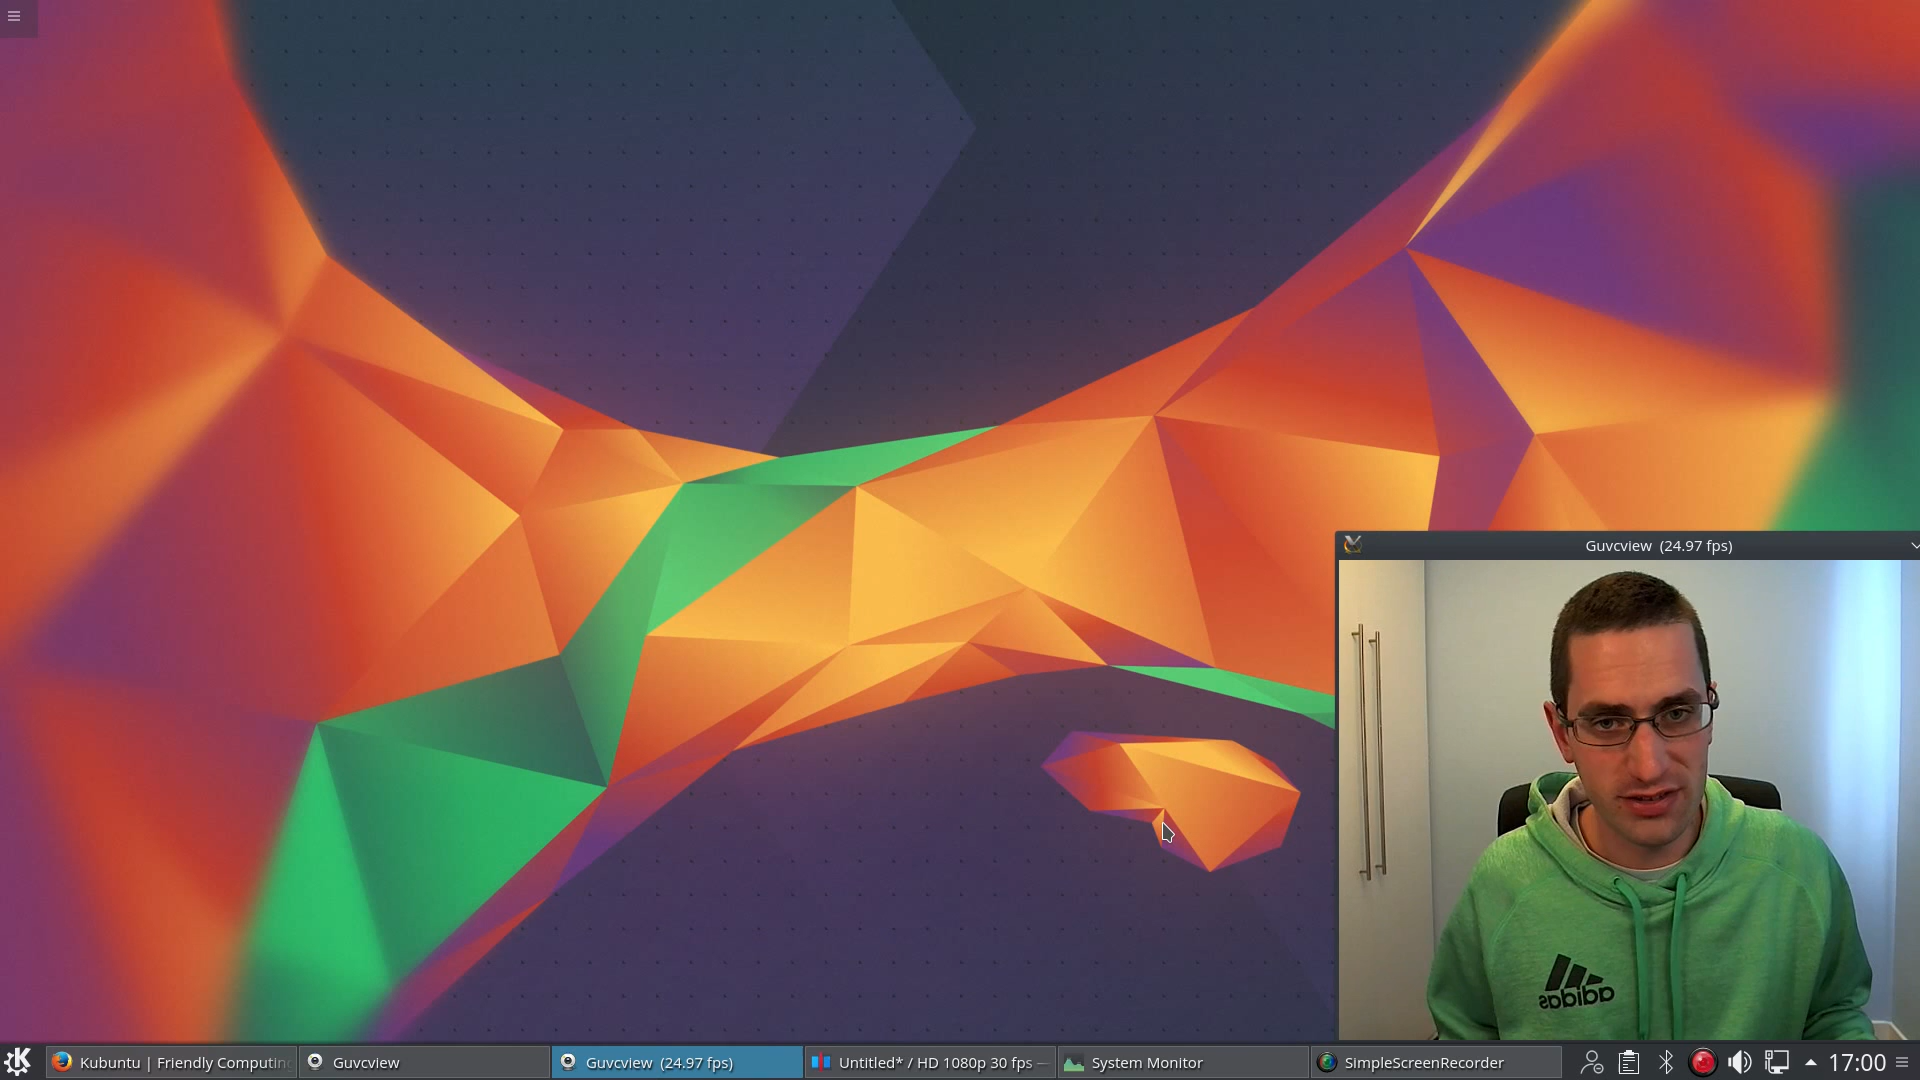 Guvcview (24.97 fps)
adidas
Kubuntu | Friendly Computin
Guvcview
Guvcview (24.97 fps)
Untitled* / HD 1080p 30 fps —
System Monitor
SimpleScreenRecorder
17:00